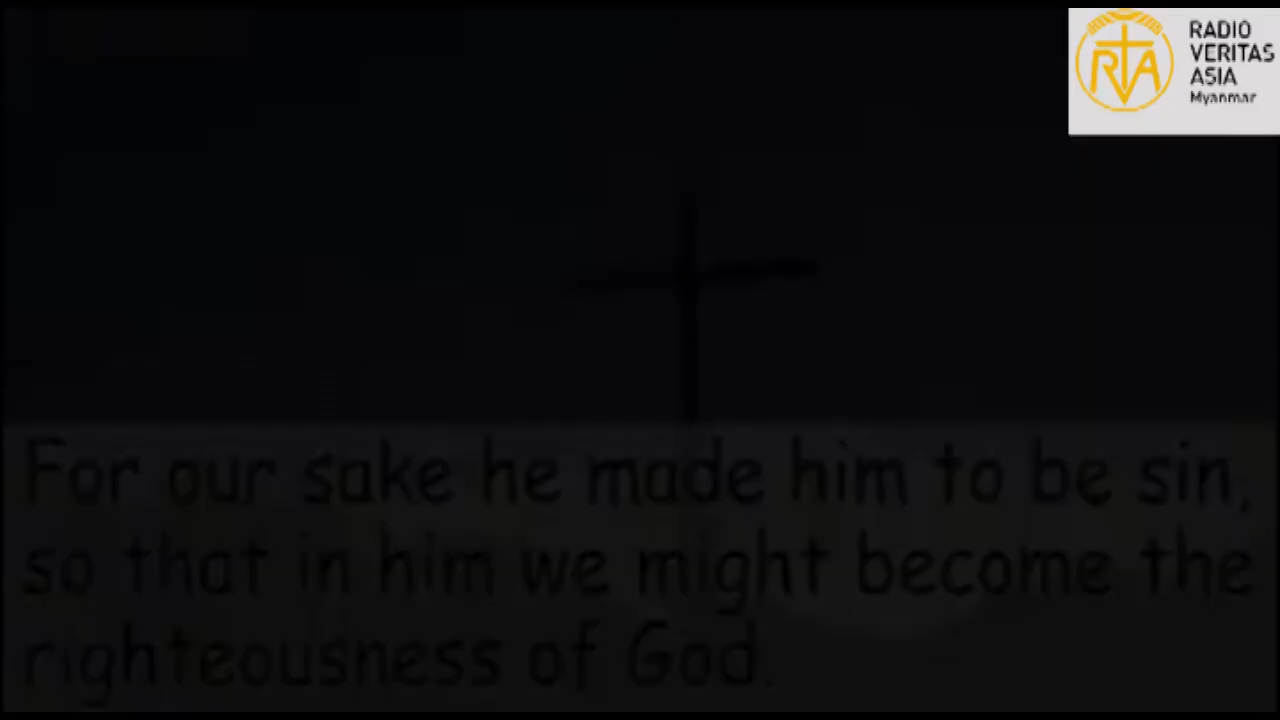 RADIO
VERITAS
ASIA
Myanmar
RVA
For our sake he made him to be sin,
so that in him we might become the
righteousness of God.